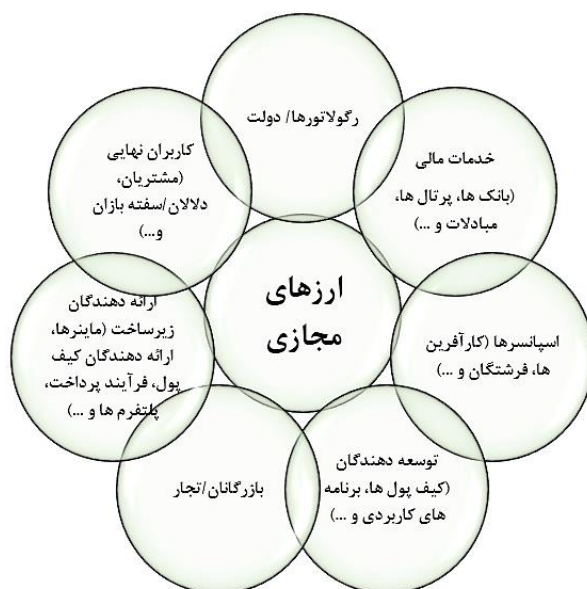 رگولاتورها/ دولت
خدمات مالی
(بانک ها، پرتال ها،
مبادلات و ...)
اسپانسرها (کارآفرین
ها، فرشتگان و ...)
توسعه دهندگان
(کیف پول ها، برنامه
های کاربردی و ...)
بازرگانان/تجار
ارائه دهندگان
زیرساخت (ماینرها،
ارائه دهندگان کیف
پول، فرآیند پرداخت،
پلتفرم ها و ...)
کاربران نهایی
(مشتریان،
دلالان/سفته بازان
و...)
ارزهای
مجازی